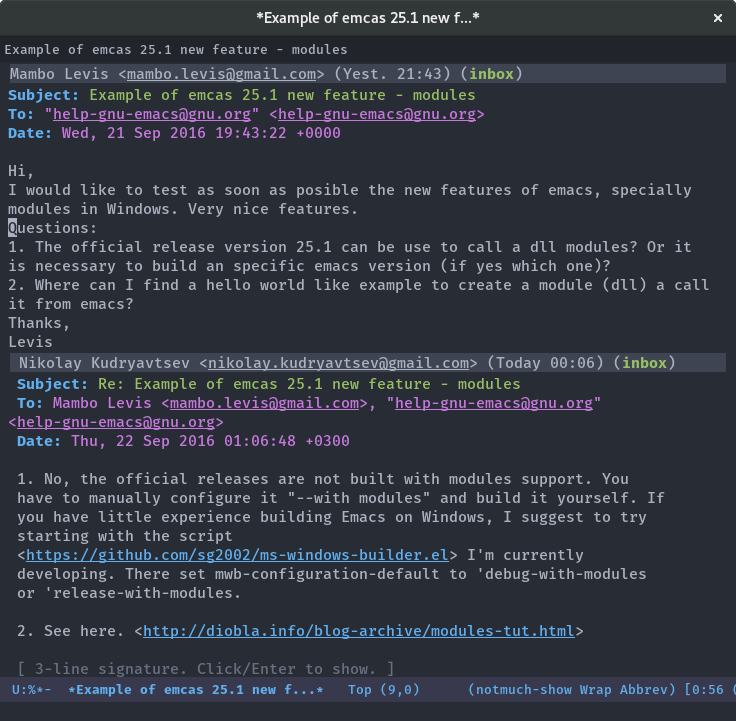 *Example of emcas 25.1 new f...*
×
Example of emcas 25.1 new feature - modules
Mambo Levis <mambo.levis@gmail.com> (Yest. 21:43) (inbox)
Subject: Example of emcas 25.1 new feature - modules
To: "help-gnu-emacs@gnu.org" <help-gnu-emacs@gnu.org>
Date: Wed, 21 Sep 2016 19:43:22 +0000
Hi,
I would like to test as soon as posible the new features of emacs, specially
modules in Windows. Very nice features.
Questions:
1. The official release version 25.1 can be use to call a dll modules? Or it
is necessary to build an specific emacs version (if yes which one)?
2. Where can I find a hello world like example to create a module (dll) a call
it from emacs?
Thanks,
Levis
Nikolay Kudryavtsev <nikolay.kudryavtsev@gmail.com> (Today 00:06) (inbox)
Subject: Re: Example of emcas 25.1 new feature - modules
To: Mambo Levis <mambo.levis@gmail.com>, "help-gnu-emacs@gnu.org"
<help-gnu-emacs@gnu.org>
Date: Thu, 22 Sep 2016 01:06:48 +0300
1. No, the official releases are not built with modules support. You
have to manually configure it "--with modules" and build it yourself. If
you have little experience building Emacs on Windows, I suggest to try
starting with the script
<https://github.com/sg2002/ms-windows-builder.el> I'm currently
developing. There set mwb-configuration-default to 'debug-with-modules
or 'release-with-modules.
2. See here. <http://diobla.info/blog-archive/modules-tut.html>
[ 3-line signature. Click/Enter to show. ]
U:%*- *Example of emcas 25.1 new f...* Top (9,0) (notmuch-show Wrap Abbrev) [0:56 (